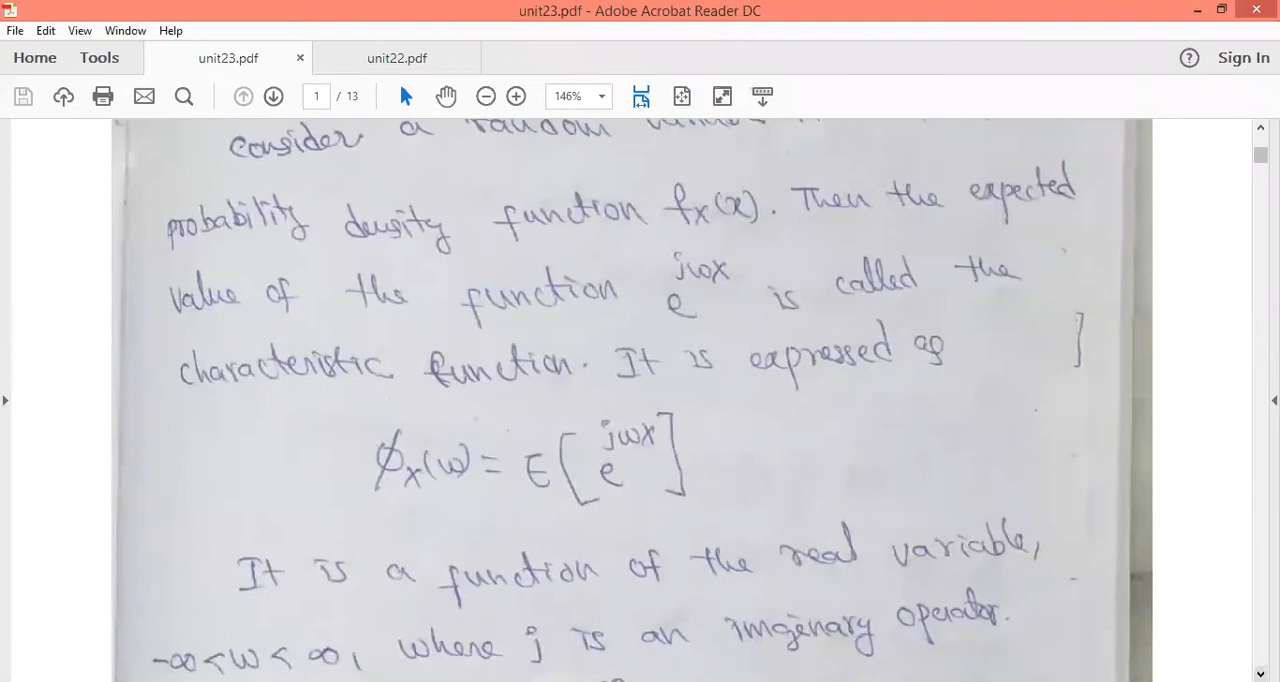 unit23.pdf - Adobe Acrobat Reader DC
File Edit View Window Help
Home Tools unit23.pdf × unit22.pdf Sign In
1 / 13 146%
consider a random
probability density function fx(x). Then the expected
value of the function e^jωx is called the
characteristic function. It is expressed as ]
ϕx(ω) = E[e^jωx]
It is a function of the real variable,
-∞ < ω < ∞, where j is an imaginary operator.